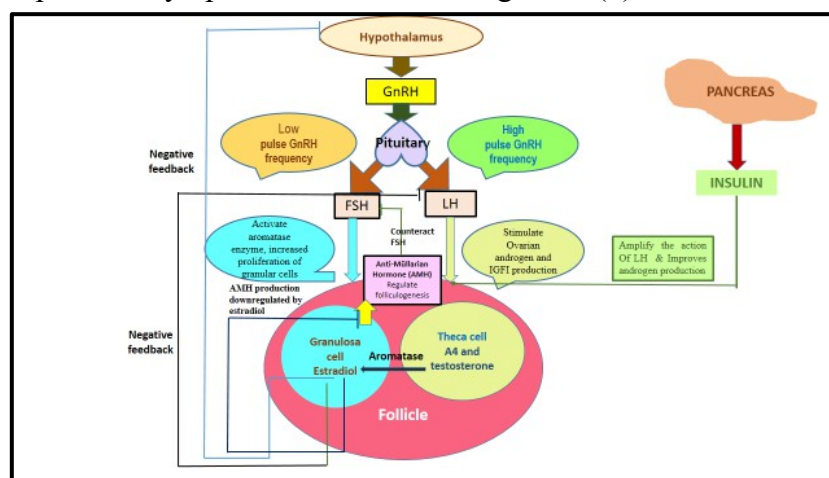 Hypothalamus
GnRH
Low
pulse GnRH
frequency
Pituitary
High
pulse GnRH
frequency
PANCREAS
Negative
feedback
INSULIN
FSH
LH
Activate
aromatase
enzyme, increased
proliferation of
granular cells
Counteract
FSH
Stimulate
Ovarian
androgen and
IGFI production
Amplify the action
Of LH & Improves
androgen production
Anti-Müllarian
Hormone (AMH)
Regulate
folliculogenesis
AMH production
downregulated by
estradiol
Negative
feedback
Granulosa
cell
Estradiol
Aromatase
Theca cell
A4 and
testosterone
Follicle